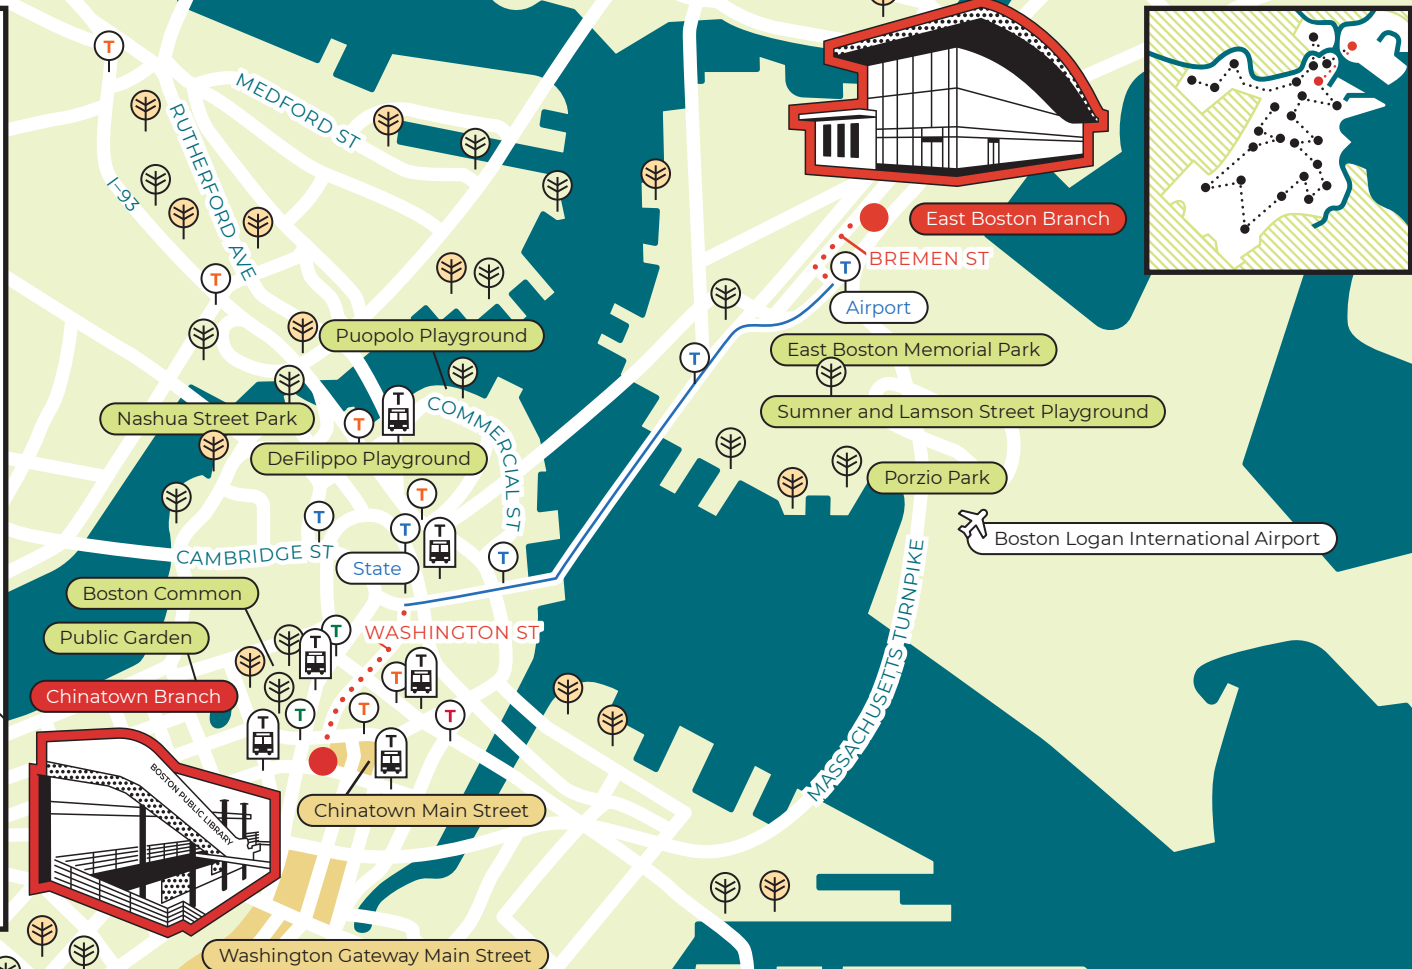 T
MEDFORD ST
RUTHERFORD AVE
I-93
East Boston Branch
BREMEN ST
T
T
Airport
Puopolo Playground
East Boston Memorial Park
T
T
Nashua Street Park
COMMERCIAL ST
Sumner and Lamson Street Playground
T
DeFilippo Playground
Porzio Park
T
T
T
T
Boston Logan International Airport
CAMBRIDGE ST
State
T
MASSACHUSETTS TURNPIKE
Boston Common
Public Garden
T
T
WASHINGTON ST
T
T
Chinatown Branch
T
T
T
T
T
BOSTON PUBLIC LIBRARY
Chinatown Main Street
Washington Gateway Main Street